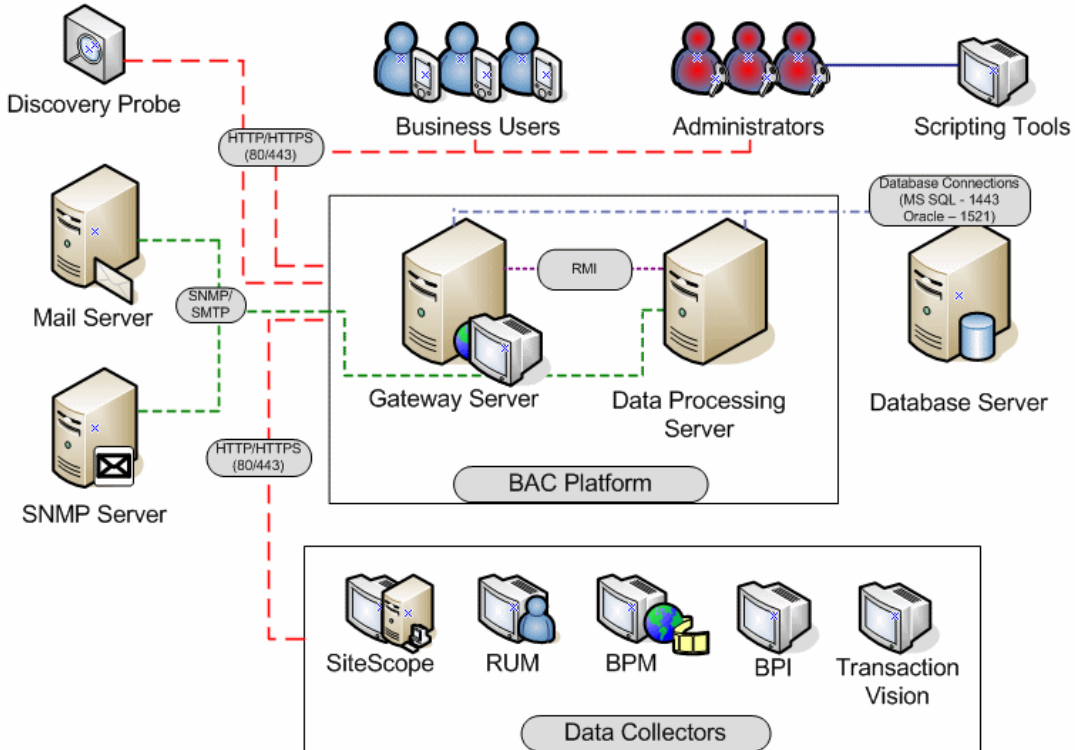 Discovery Probe
Business Users
Administrators
Scripting Tools
HTTP/HTTPS
(80/443)
Database Connections
(MS SQL - 1443
Oracle – 1521)
RMI
Mail Server
SNMP/
SMTP
Gateway Server
Data Processing
Server
Database Server
HTTP/HTTPS
(80/443)
BAC Platform
SNMP Server
SiteScope
RUM
BPM
BPI
Transaction
Vision
Data Collectors